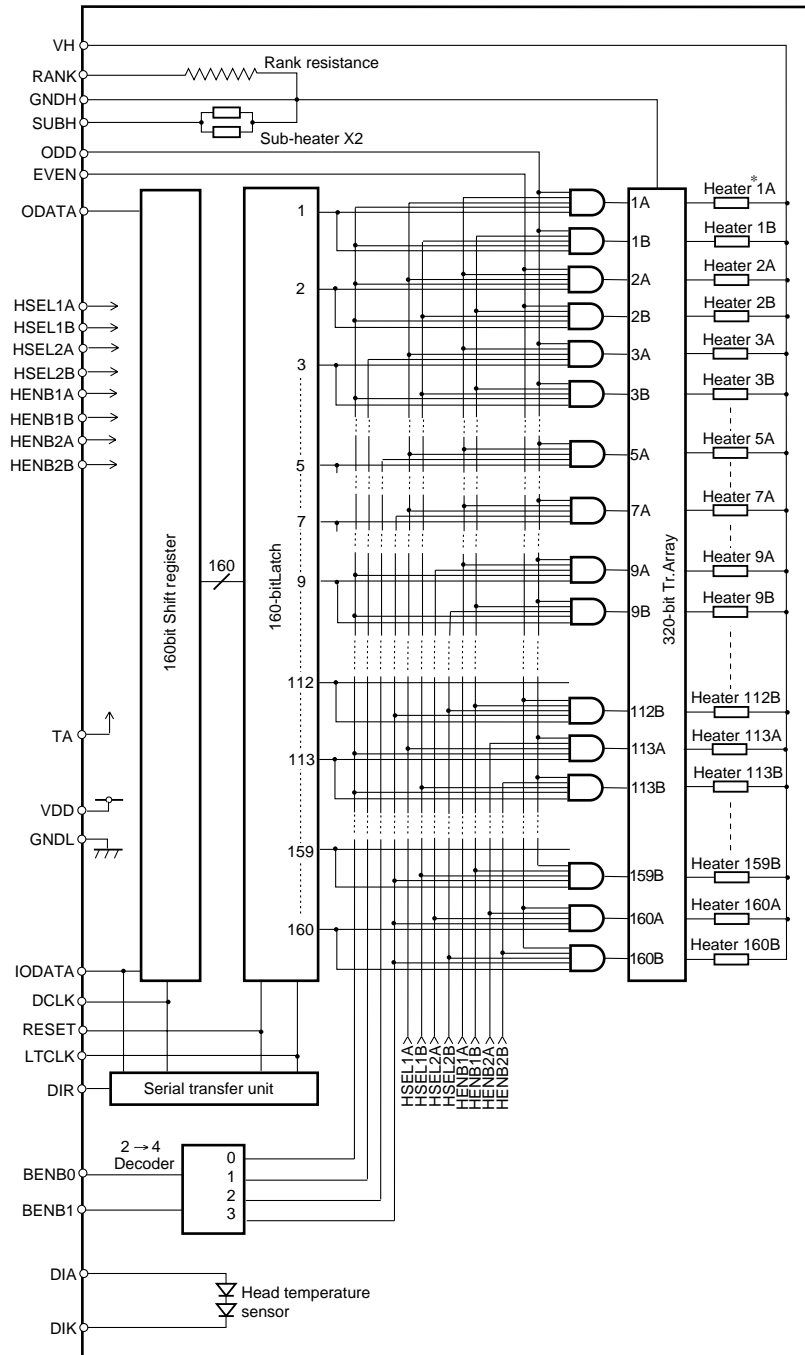 VH
RANK
Rank resistance
GNDH
SUBH
Sub-heater X2
ODD
EVEN
ODATA
HSEL1A
HSEL1B
HSEL2A
HSEL2B
HENB1A
HENB1B
HENB2A
HENB2B
TA
VDD
GNDL
IODATA
DCLK
RESET
LTCLK
DIR
BENB0
BENB1
DIA
DIK
160bit Shift register
160
160-bitLatch
1
2
3
5
7
9
112
113
159
160
1A
1B
2A
2B
3A
3B
5A
7A
9A
9B
112B
113A
113B
159B
160A
160B
320-bit Tr.Array
Heater 1A*
Heater 1B
Heater 2A
Heater 2B
Heater 3A
Heater 3B
Heater 5A
Heater 7A
Heater 9A
Heater 9B
Heater 112B
Heater 113A
Heater 113B
Heater 159B
Heater 160A
Heater 160B
HSEL1A
HSEL1B
HSEL2A
HSEL2B
HENB1A
HENB1B
HENB2A
HENB2B
Serial transfer unit
2 → 4
Decoder
0
1
2
3
Head temperature
sensor